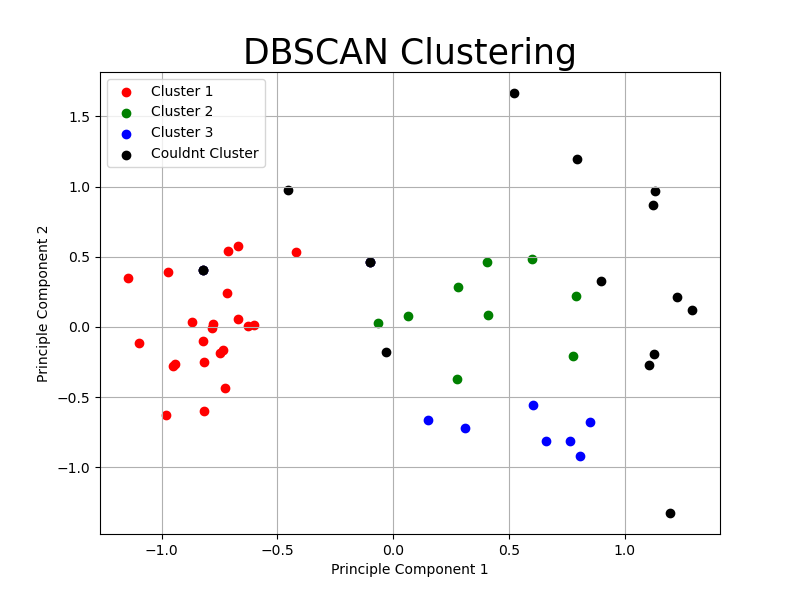 DBSCAN Clustering
Cluster 1
Cluster 2
Cluster 3
Couldnt Cluster
1.5
1.0
0.5
0.0
−0.5
−1.0
Principle Component 2
−1.0 −0.5 0.0 0.5 1.0
Principle Component 1